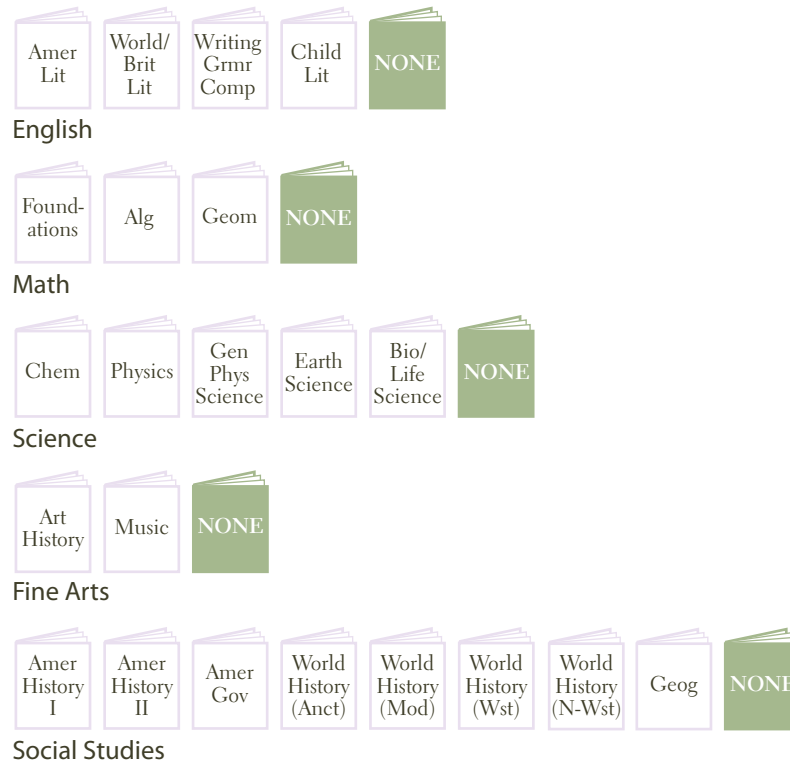 Amer
Lit
World/
Brit
Lit
Writing
Grmr
Comp
Child
Lit
NONE
English
Found-
ations
Alg
Geom
NONE
Math
Chem
Physics
Gen
Phys
Science
Earth
Science
Bio/
Life
Science
NONE
Science
Art
History
Music
NONE
Fine Arts
Amer
History
I
Amer
History
II
Amer
Gov
World
History
(Anct)
World
History
(Mod)
World
History
(Wst)
World
History
(N-Wst)
Geog
NONE
Social Studies